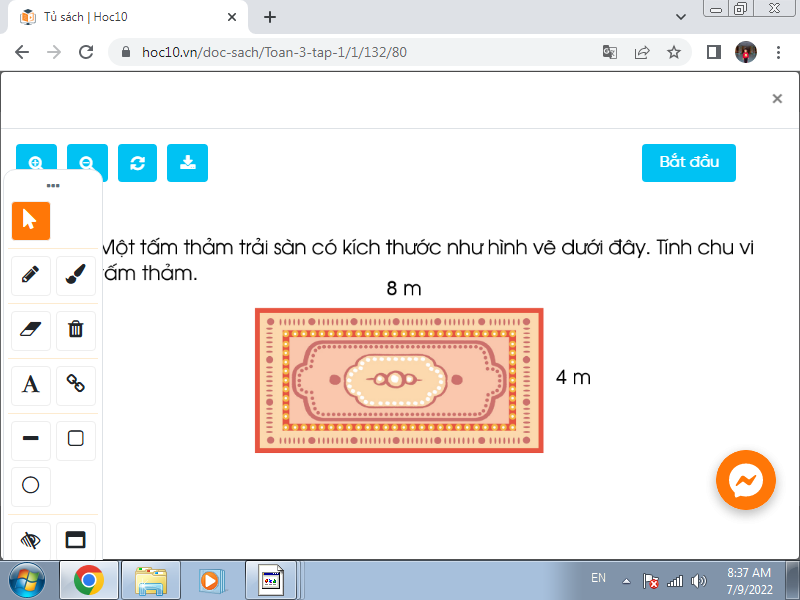 Tủ sách | Hoc10
hoc10.vn/doc-sach/Toan-3-tap-1/1/132/80
Bắt đầu
Một tấm thảm trải sàn có kích thước như hình vẽ dưới đây. Tính chu vi
tấm thảm.
8 m
4 m
A
EN
8:37 AM
7/9/2022